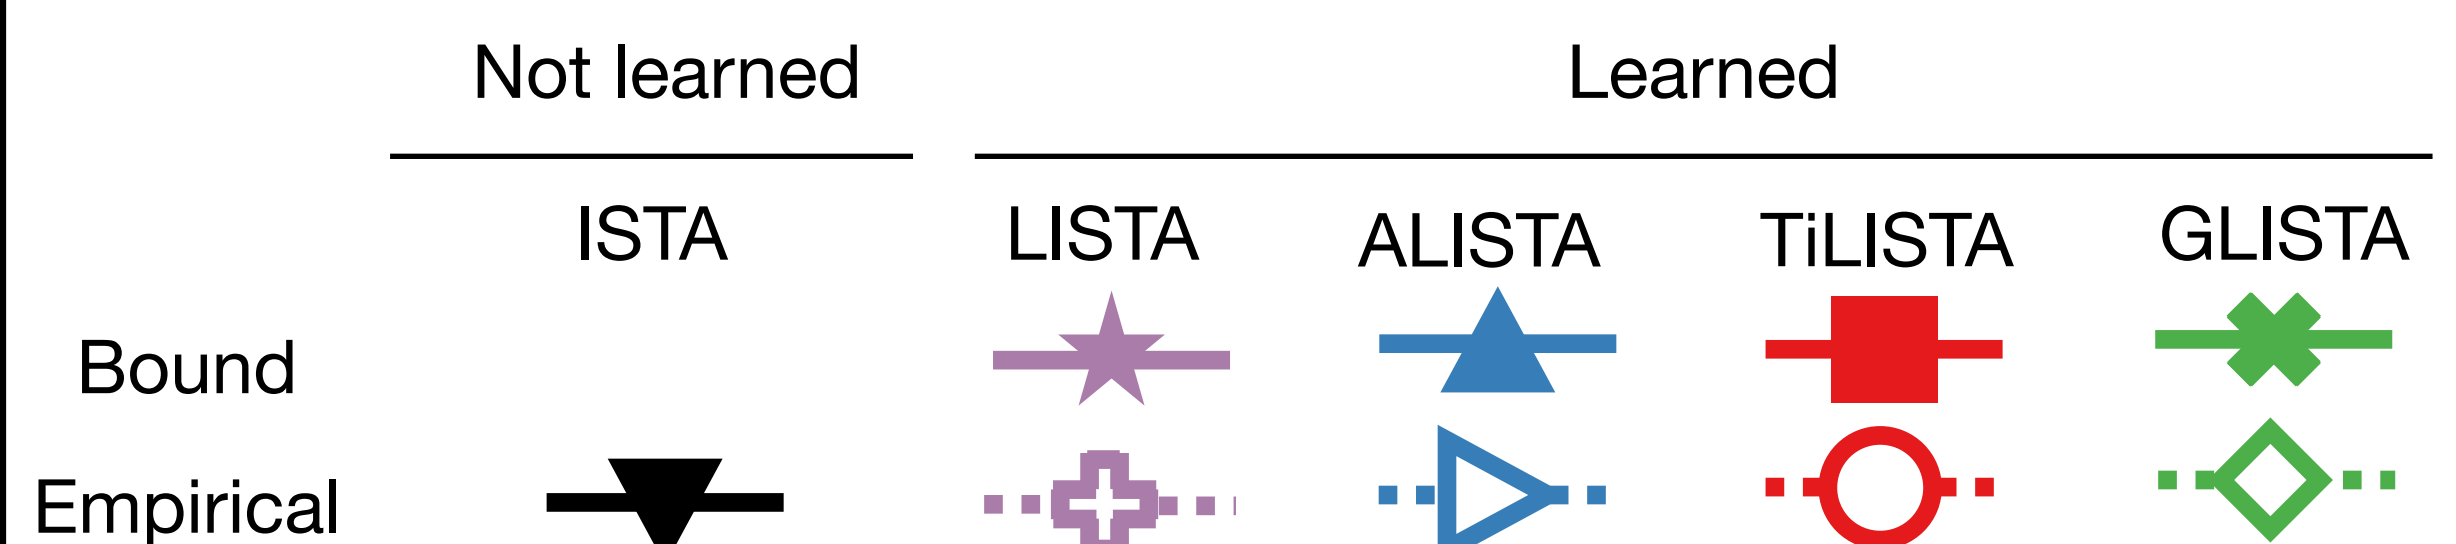 Not learned Learned
ISTA LISTA ALISTA TiLISTA GLISTA
Bound
Empirical